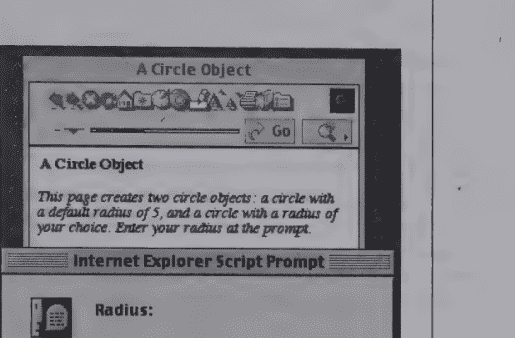 A Circle Object
Go
A Circle Object
This page creates two circle objects: a circle with
a default radius of 5, and a circle with a radius of
your choice. Enter your radius at the prompt.
Internet Explorer Script Prompt
Radius: